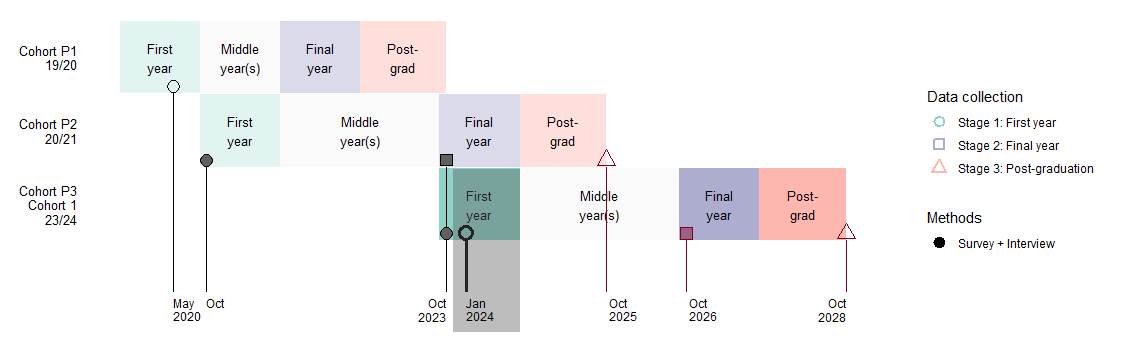 Cohort P1
19/20
First
year
Middle
year(s)
Final
year
Post-
grad
Cohort P2
20/21
First
year
Middle
year(s)
Final
year
Post-
grad
Cohort P3
Cohort 1
23/24
First
year
Middle
year(s)
Final
year
Post-
grad
May
2020
Oct
Oct
2023
Jan
2024
Oct
2025
Oct
2026
Oct
2028
Data collection
Stage 1: First year
Stage 2: Final year
Stage 3: Post-graduation
Methods
Survey + Interview